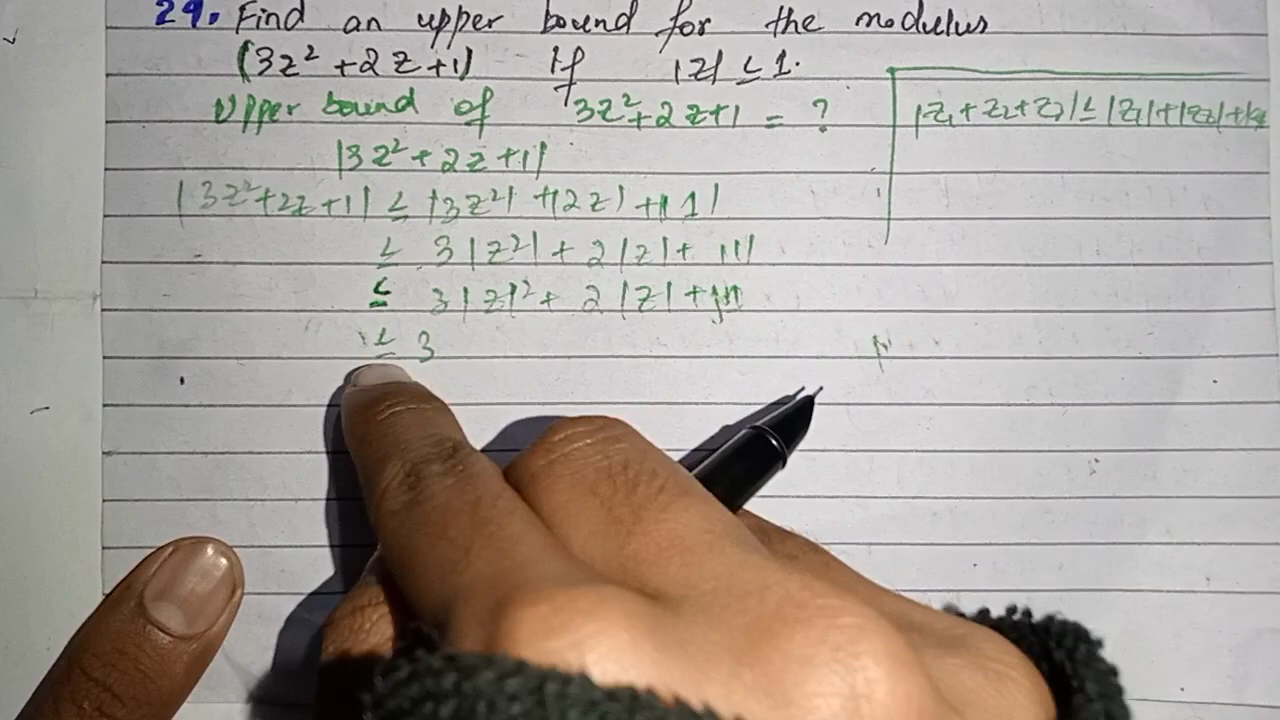 29. Find an upper bound for the modulus
(3z² + 2z + 1) if |z| ≤ 1.
Upper bound of 3z² + 2z + 1 = ?
|z₁ + z₂ + z₃| ≤ |z₁| + |z₂| + |z₃
|3z² + 2z + 1|
|3z² + 2z + 1| ≤ |3z²| + |2z| + |1|
≤ 3|z²| + 2|z| + |1|
≤ 3|z|² + 2|z| +
≤ 3